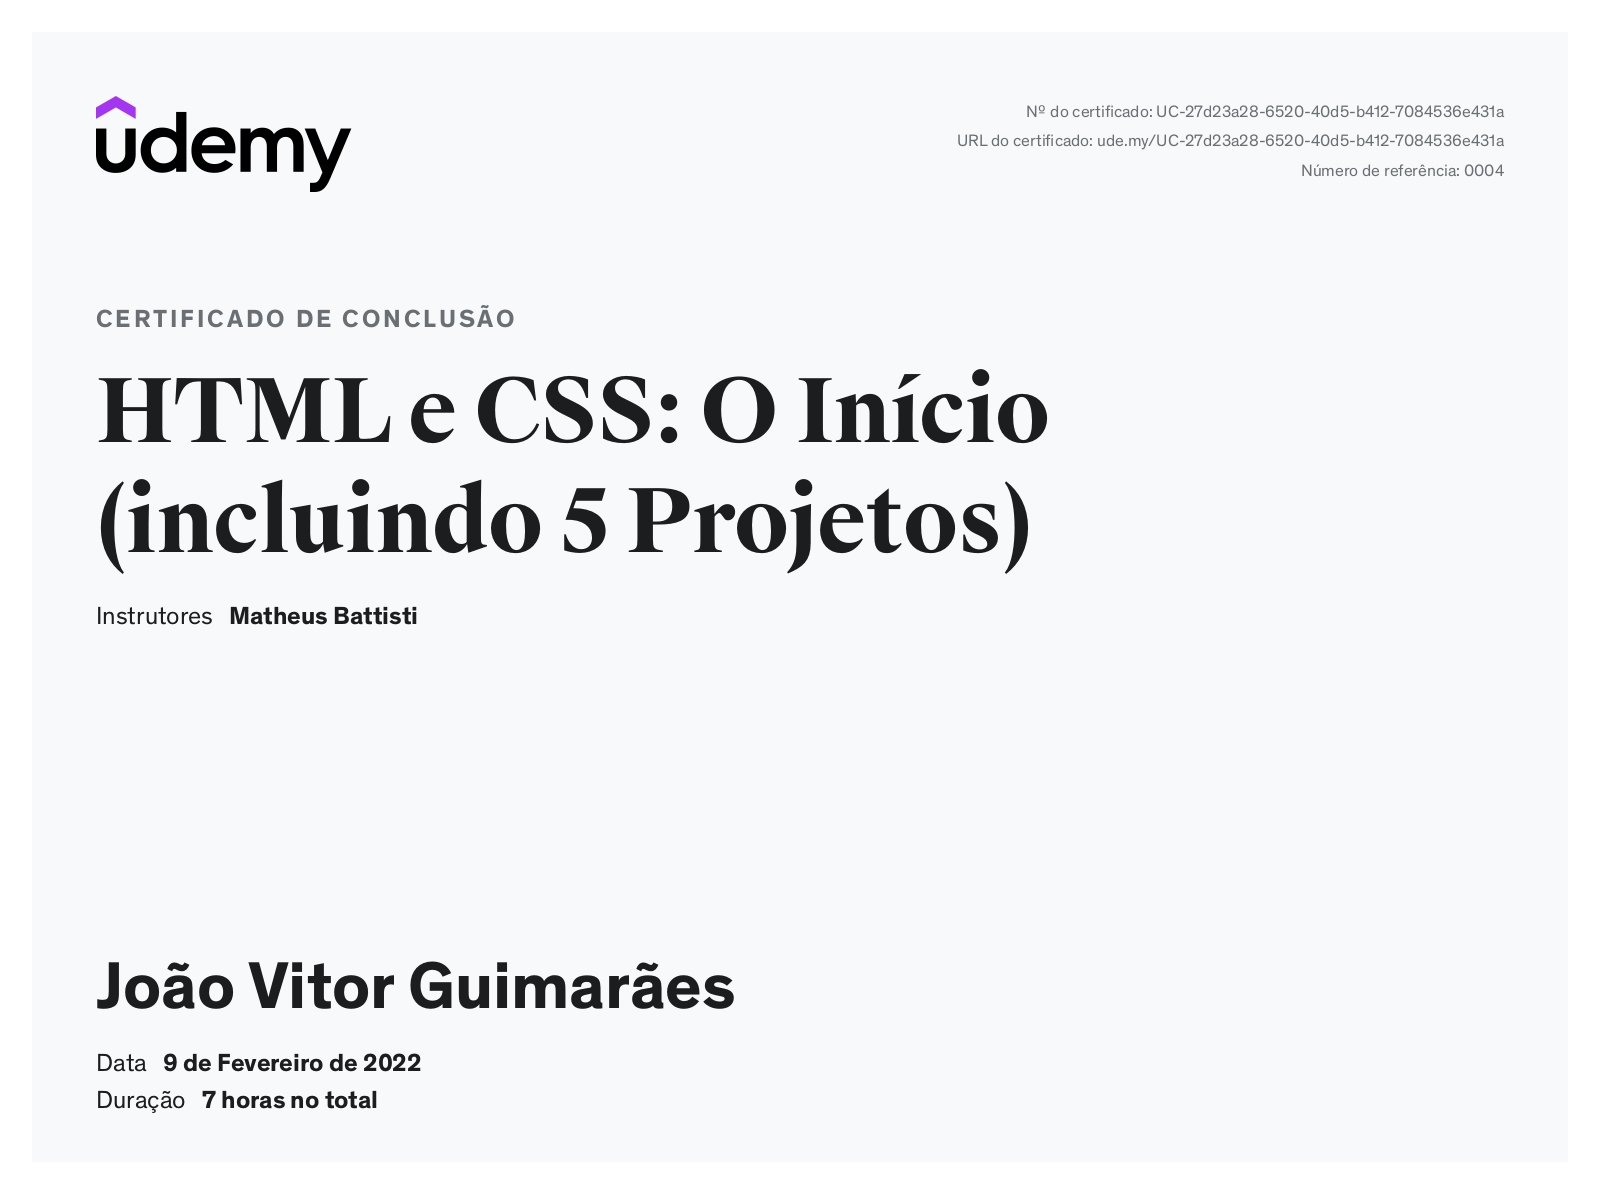 udemy
Nº do certificado: UC-27d23a28-6520-40d5-b412-7084536e431a
URL do certificado: ude.my/UC-27d23a28-6520-40d5-b412-7084536e431a
Número de referência: 0004
CERTIFICADO DE CONCLUSÃO
HTML e CSS: O Início
(incluindo 5 Projetos)
Instrutores Matheus Battisti
João Vitor Guimarães
Data 9 de Fevereiro de 2022
Duração 7 horas no total